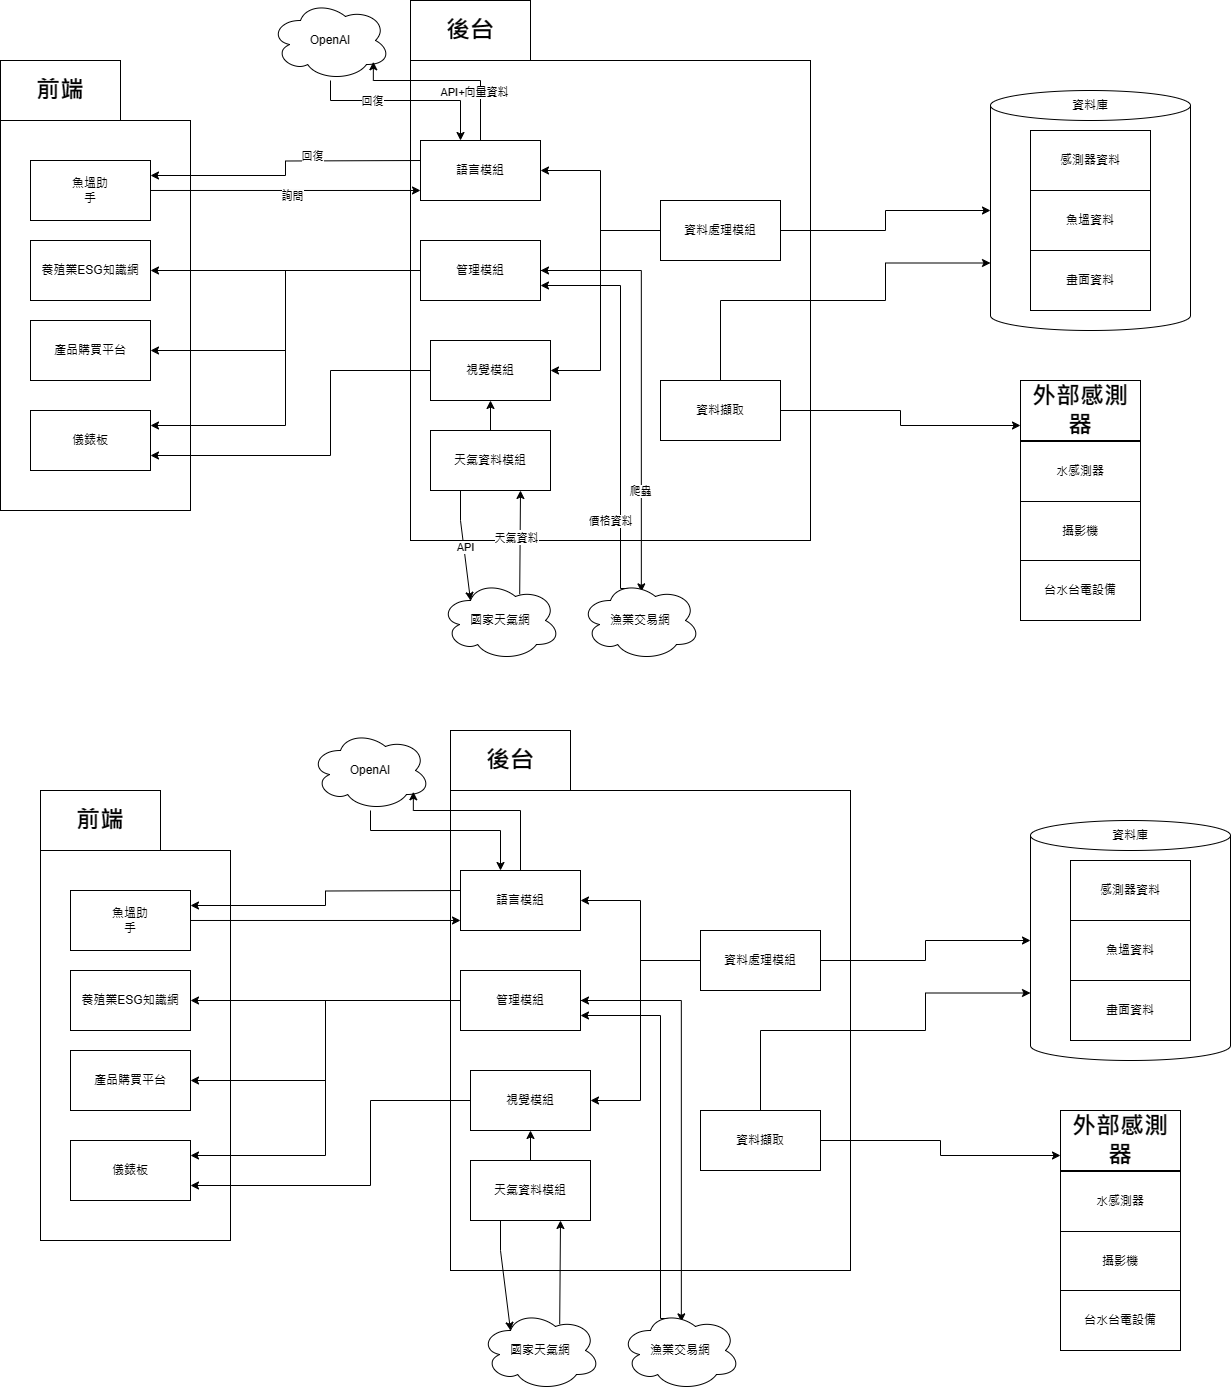 OpenAI
後台
前端
API+向量資料
回復
資料庫
感測器資料
魚塭資料
畫面資料
回復
詢問
魚塭助
手
語言模組
資料處理模組
養殖業ESG知識網
管理模組
產品購買平台
視覺模組
儀錶板
資料擷取
天氣資料模組
外部感測
器
水感測器
攝影機
台水台電設備
爬蟲
價格資料
API
天氣資料
國家天氣網
漁業交易網
OpenAI
後台
前端
資料庫
感測器資料
魚塭資料
畫面資料
魚塭助
手
語言模組
資料處理模組
養殖業ESG知識網
管理模組
產品購買平台
視覺模組
儀錶板
資料擷取
天氣資料模組
外部感測
器
水感測器
攝影機
台水台電設備
國家天氣網
漁業交易網